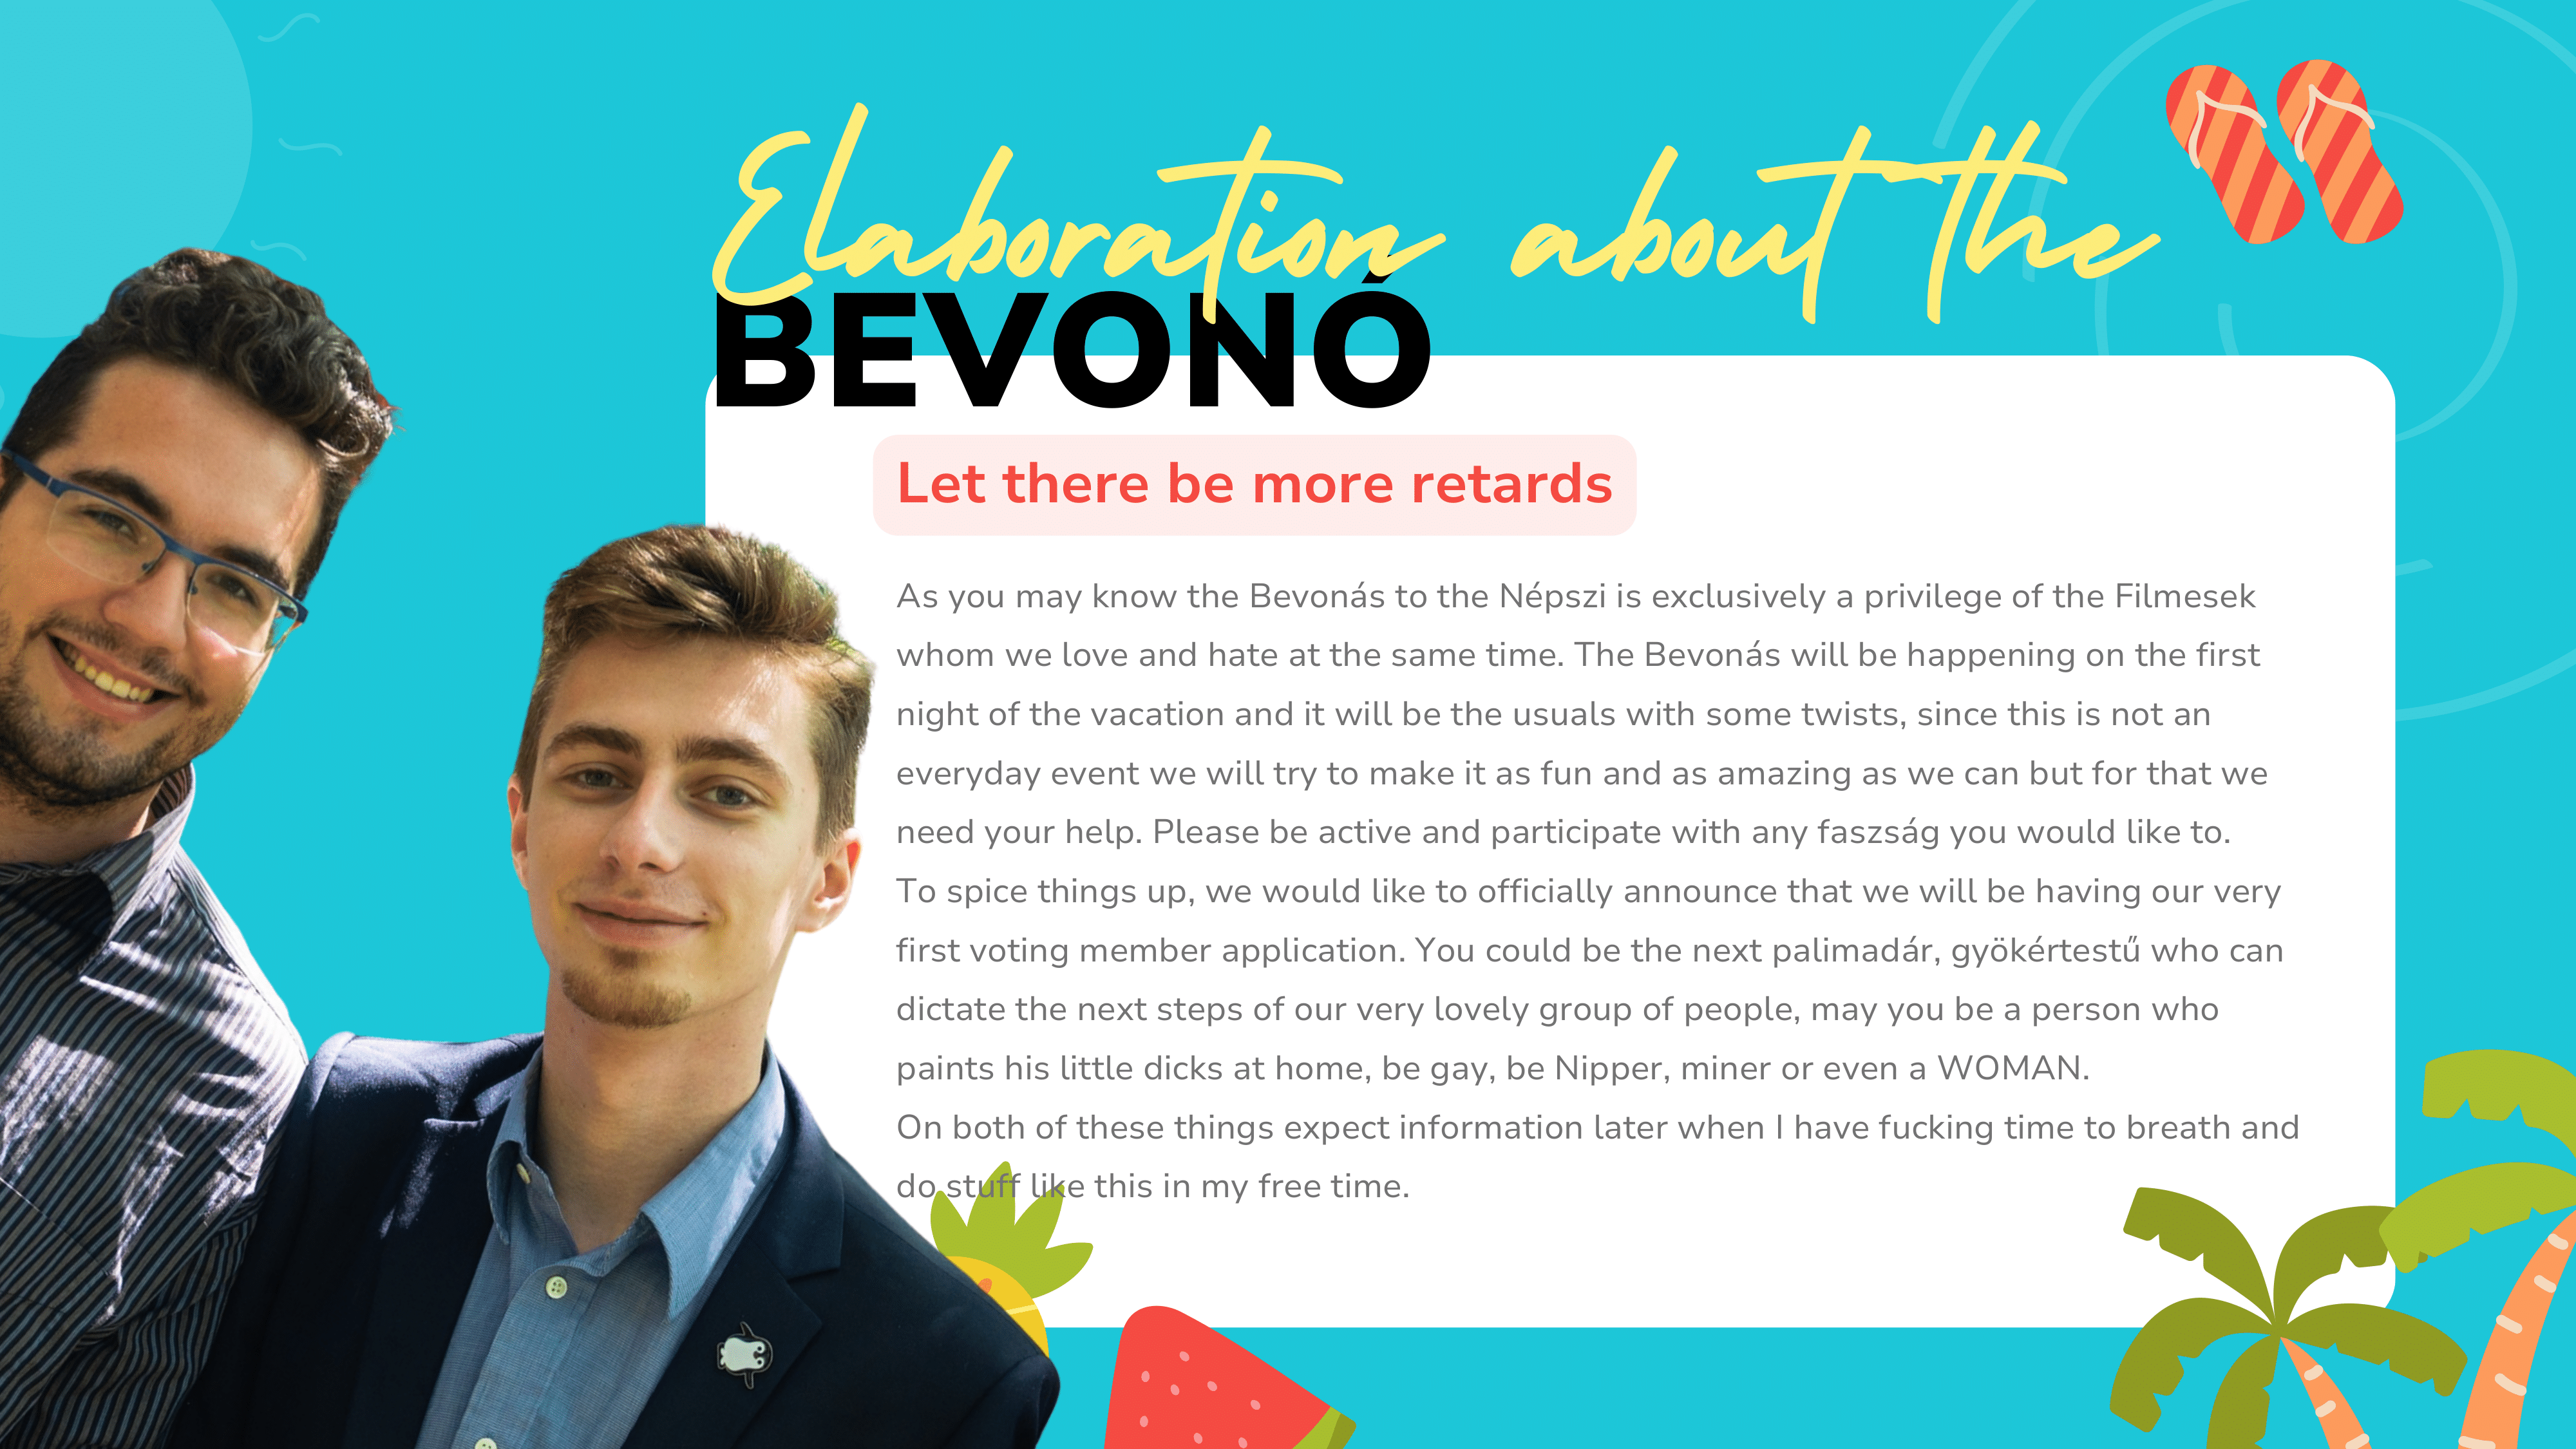 Elaboration about the
BEVONÓ
Let there be more retards
As you may know the Bevonás to the Népszi is exclusively a privilege of the Filmesek
whom we love and hate at the same time. The Bevonás will be happening on the first
night of the vacation and it will be the usuals with some twists, since this is not an
everyday event we will try to make it as fun and as amazing as we can but for that we
need your help. Please be active and participate with any faszság you would like to.
To spice things up, we would like to officially announce that we will be having our very
first voting member application. You could be the next palimadár, gyökértestű who can
dictate the next steps of our very lovely group of people, may you be a person who
paints his little dicks at home, be gay, be Nipper, miner or even a WOMAN.
On both of these things expect information later when I have fucking time to breath and
do stuff like this in my free time.